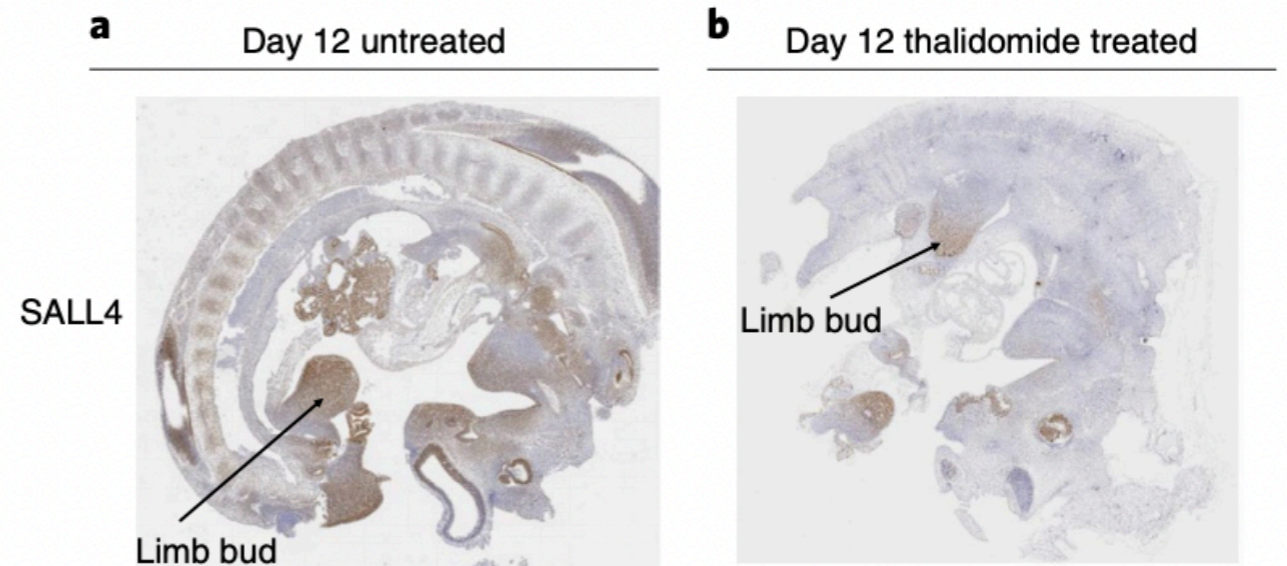 a
Day 12 untreated
b
Day 12 thalidomide treated
SALL4
Limb bud
Limb bud